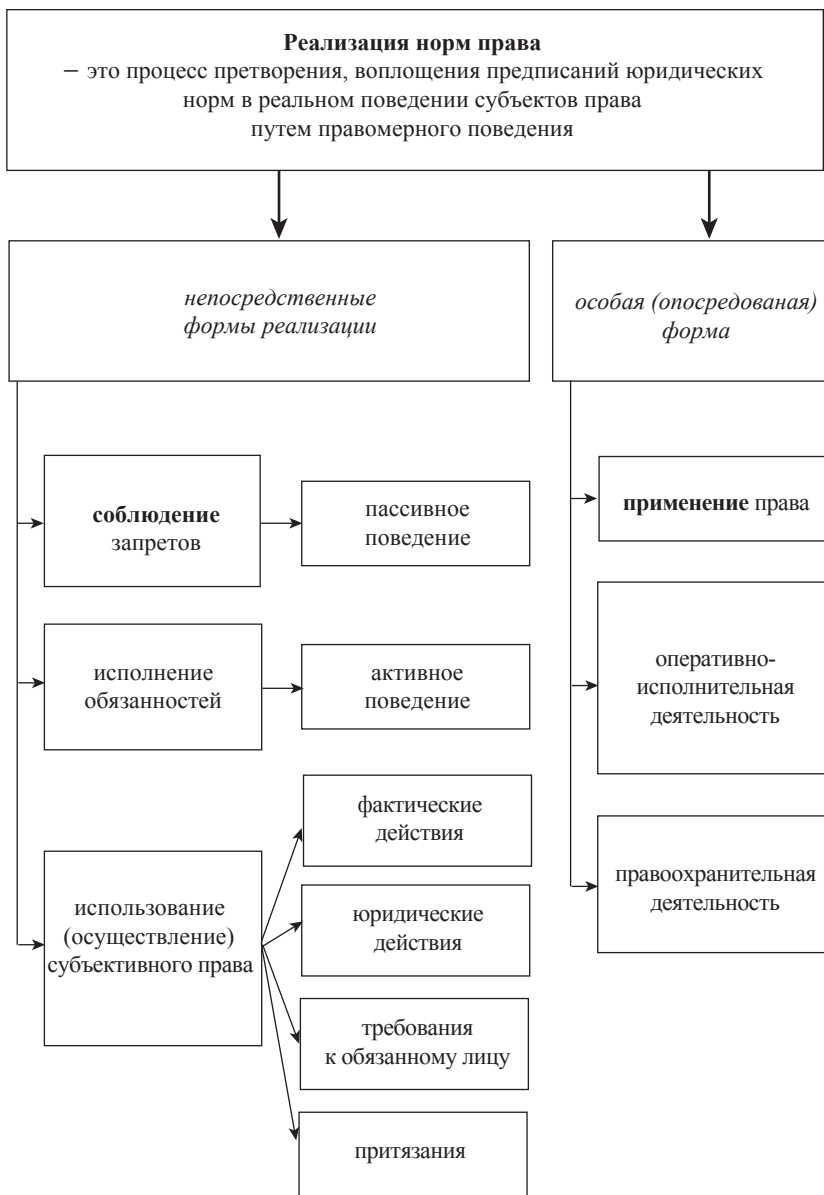 Реализация норм права
– это процесс претворения, воплощения предписаний юридических
норм в реальном поведении субъектов права
путем правомерного поведения
непосредственные
формы реализации
особая (опосредованая)
форма
соблюдение
запретов
пассивное
поведение
применение права
исполнение
обязанностей
активное
поведение
оперативно-
исполнительная
деятельность
использование
(осуществление)
субъективного права
фактические
действия
юридические
действия
требования
к обязанному лицу
притязания
правоохранительная
деятельность